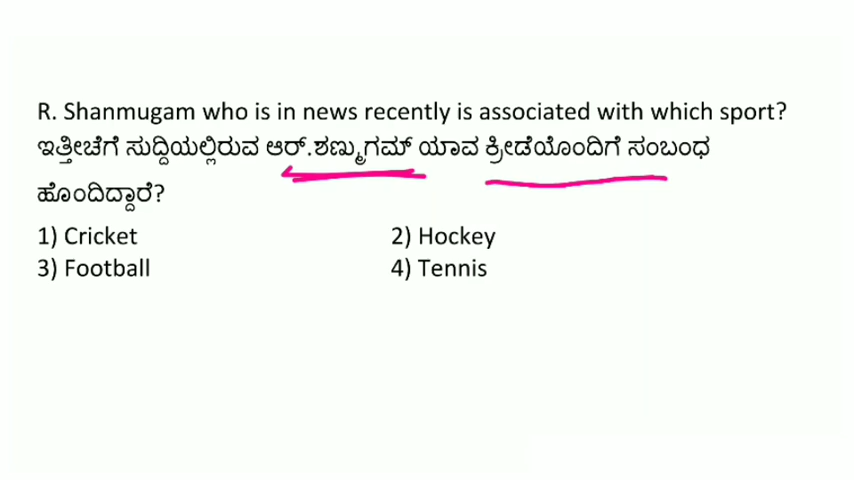 R. Shanmugam who is in news recently is associated with which sport?
ಇತ್ತೀಚೆಗೆ ಸುದ್ದಿಯಲ್ಲಿರುವ ಆರ್.ಶಣ್ಮುಗಮ್ ಯಾವ ಕ್ರೀಡೆಯೊಂದಿಗೆ ಸಂಬಂಧ
ಹೊಂದಿದ್ದಾರೆ?
1) Cricket 2) Hockey
3) Football 4) Tennis